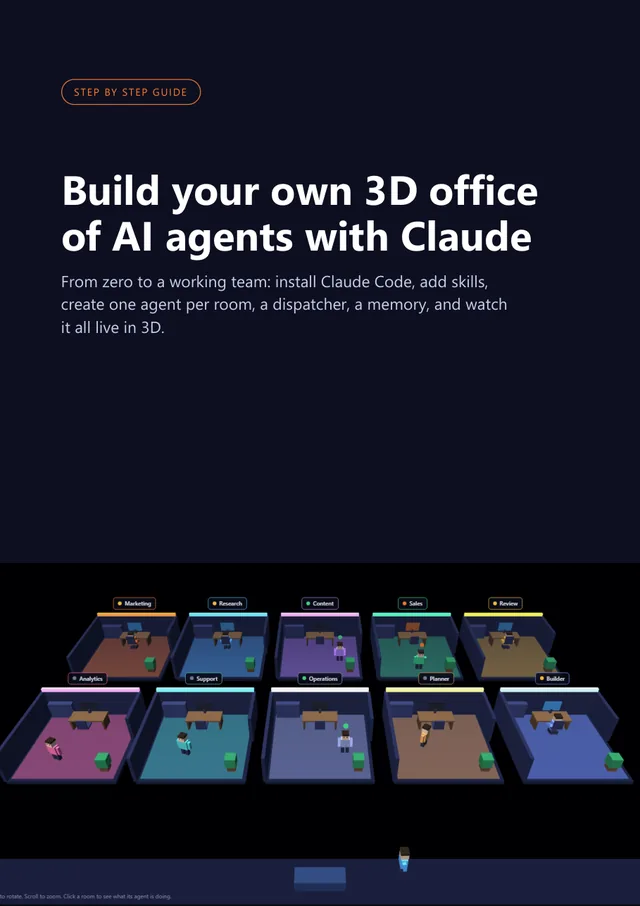 STEP BY STEP GUIDE
Build your own 3D office
of AI agents with Claude
From zero to a working team: install Claude Code, add skills,
create one agent per room, a dispatcher, a memory, and watch
it all live in 3D.
Marketing
Research
Content
Sales
Review
Analytics
Support
Operations
Planner
Builder
to rotate. Scroll to zoom. Click a room to see what its agent is doing.